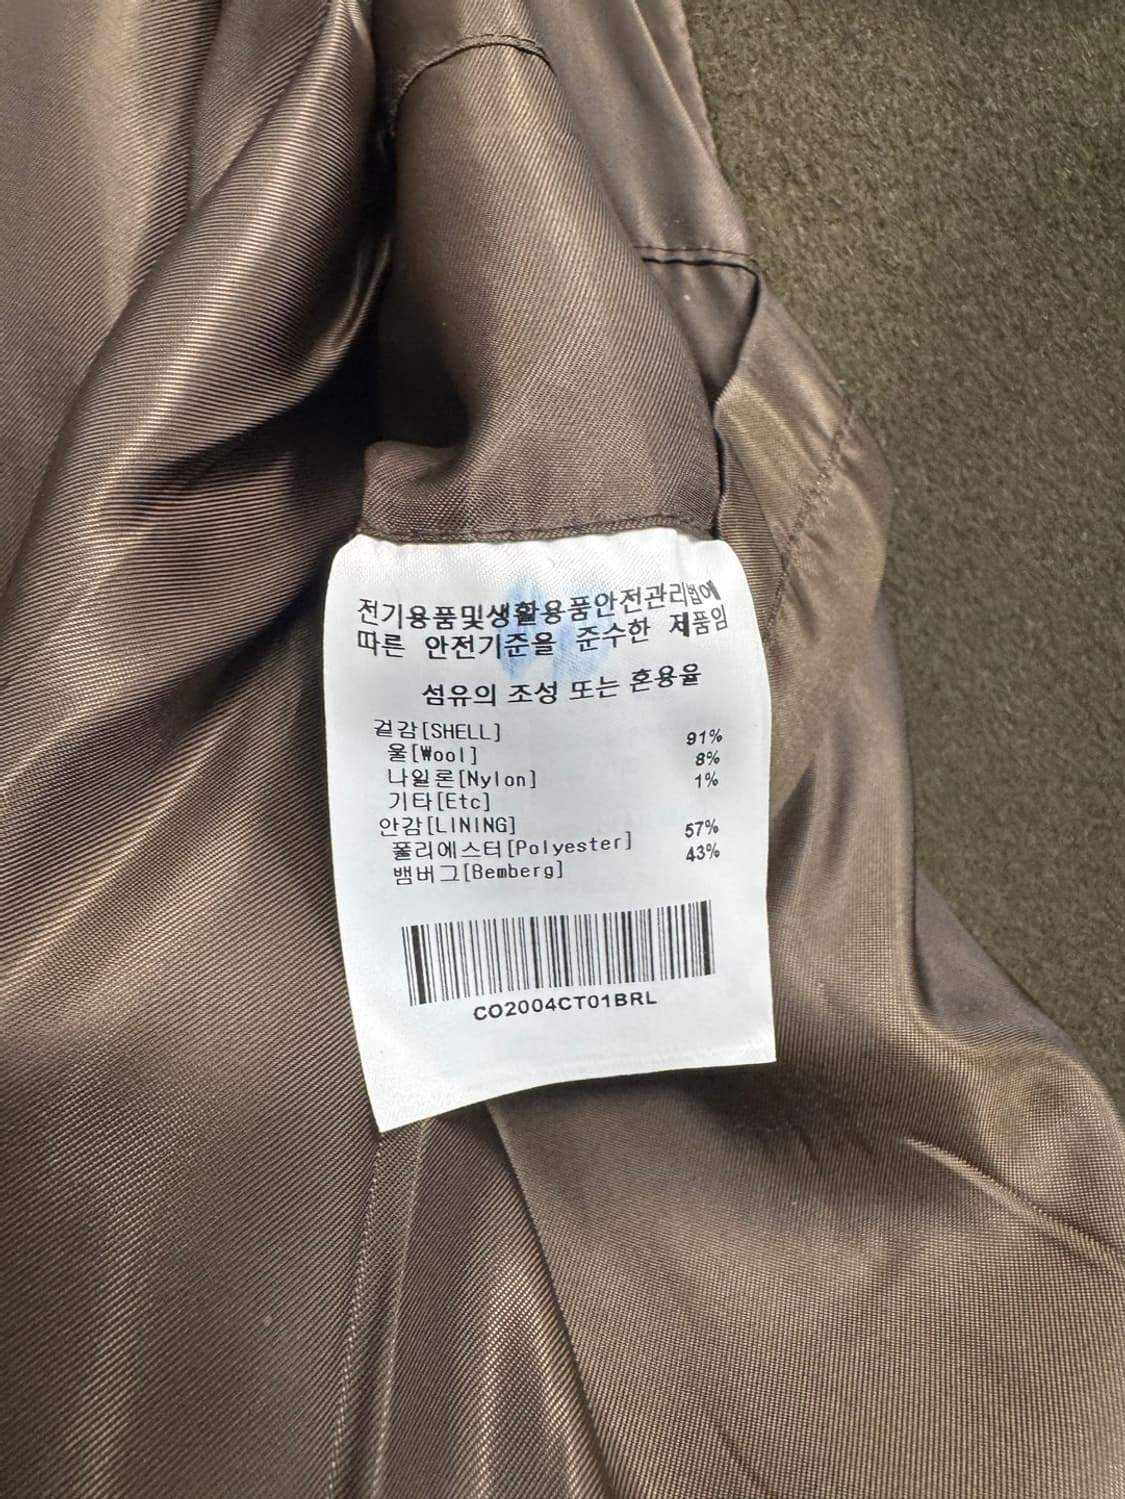 전기용품및생활용품안전관리법에
따른 안전기준을 준수한 제품임
섬유의 조성 또는 혼용율
겉감[SHELL]
울[Wool] 91%
나일론[Nylon] 8%
기타[Etc] 1%
안감[LINING]
폴리에스터[Polyester] 57%
뱀버그[Bemberg] 43%
CO2004CT01BRL